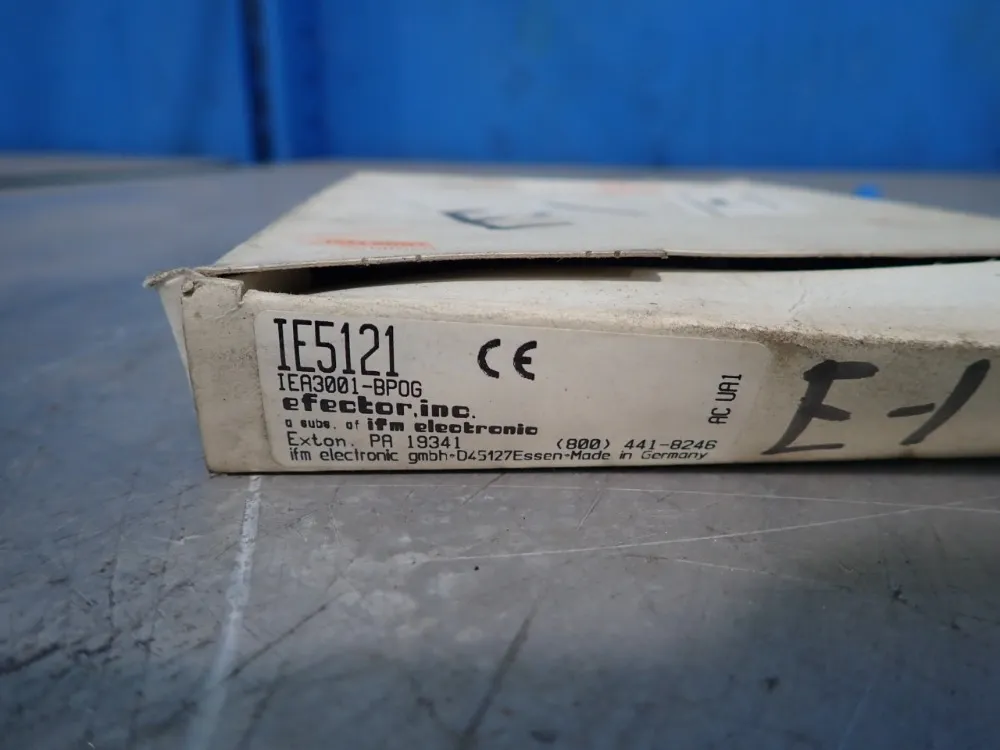 E-1
IE5121
CE
IEA3001-BPOG
efector,inc.
a subs. of ifm electronic
Exton, PA 19341 (800) 441-8246
ifm electronic gmbh-D45127Essen-Made in Germany
AC UA1
E-1